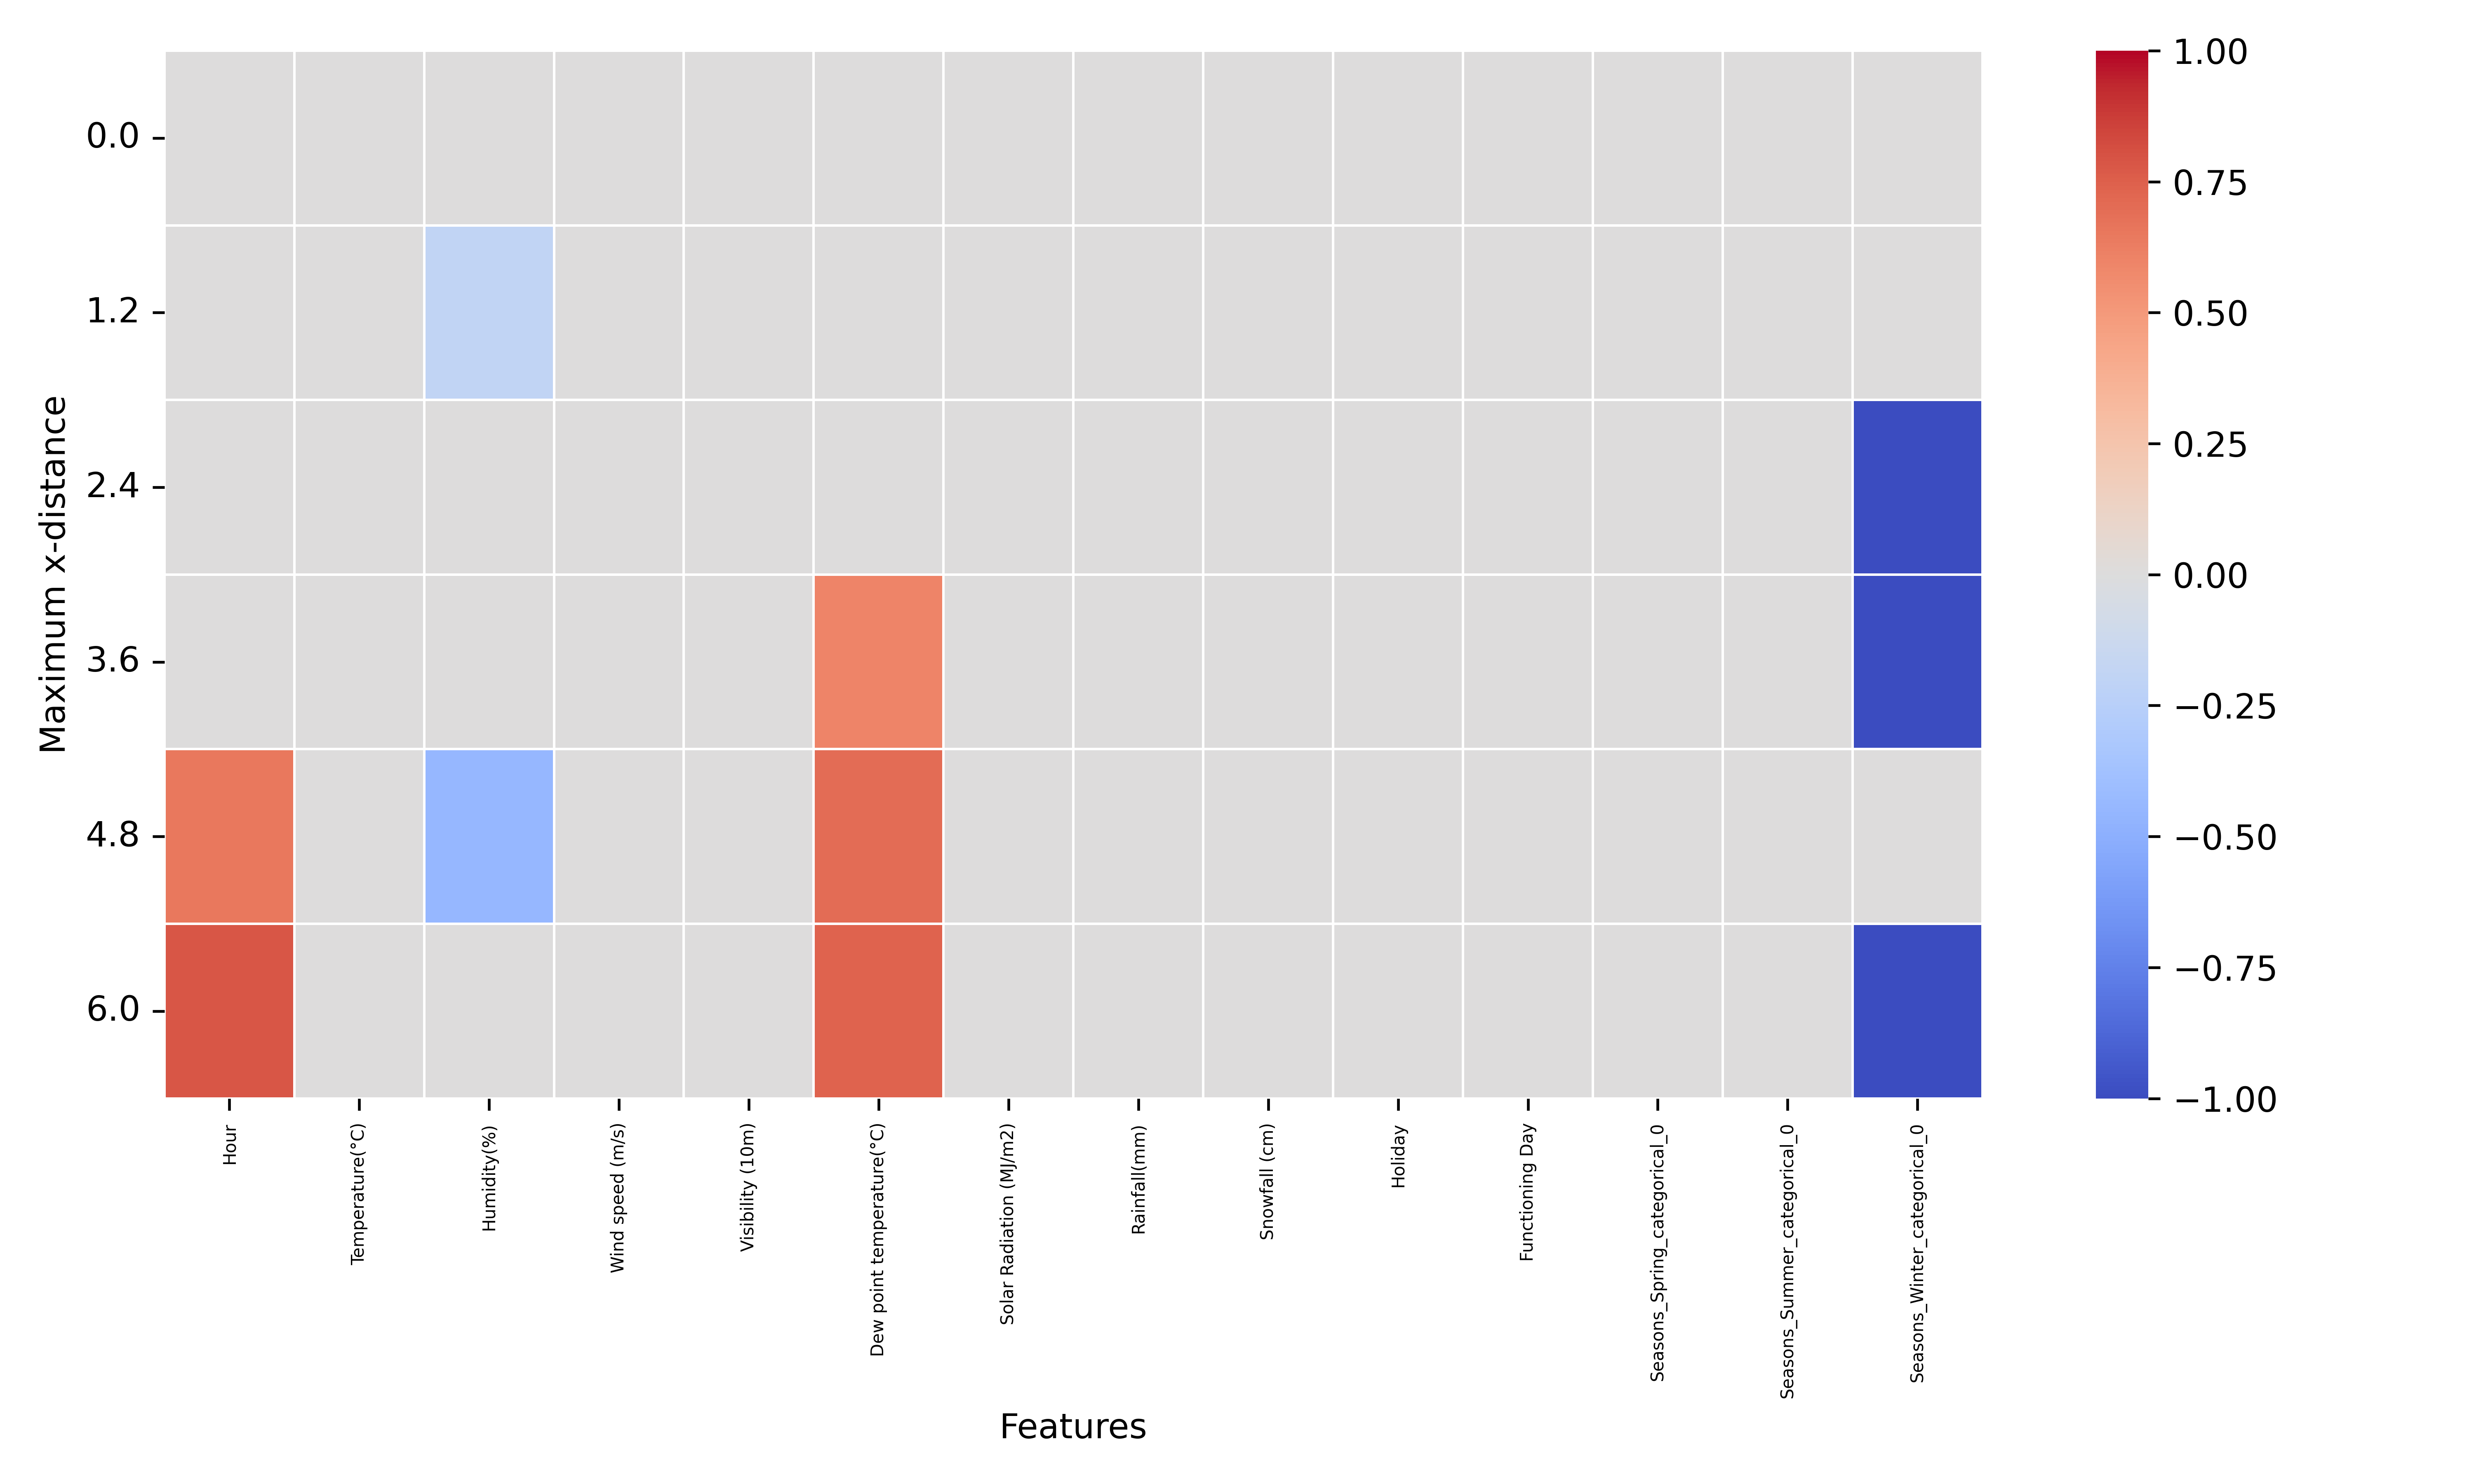 Maximum x-distance
0.0
1.2
2.4
3.6
4.8
6.0
Hour
Temperature(°C)
Humidity(%)
Wind speed (m/s)
Visibility (10m)
Dew point temperature(°C)
Solar Radiation (MJ/m2)
Rainfall(mm)
Snowfall (cm)
Holiday
Functioning Day
Seasons_Spring_categorical_0
Seasons_Summer_categorical_0
Seasons_Winter_categorical_0
Features
1.00
0.75
0.50
0.25
0.00
−0.25
−0.50
−0.75
−1.00